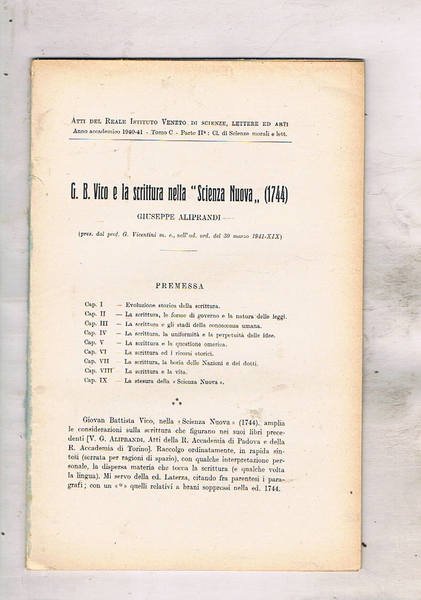 ATTI DEL REALE ISTITUTO VENETO DI SCIENZE, LETTERE ED ARTI
Anno accademico 1940-41 - Tomo C - Parte IIª: Cl. di Scienze morali e lett.
G. B. Vico e la scrittura nella "Scienza Nuova„ (1744)
GIUSEPPE ALIPRANDI
(pres. dal prof. G. Vicentini m. e., nell'ad. ord. del 30 marzo 1941-XIX)
PREMESSA
Cap. I — Evoluzione storica della scrittura.
Cap. II — La scrittura, le forme di governo e la natura delle leggi.
Cap. III — La scrittura e gli stadi della conoscenza umana.
Cap. IV — La scrittura, la uniformità e la perpetuità delle idee.
Cap. V — La scrittura e la questione omerica.
Cap. VI — La scrittura ed i ricorsi storici.
Cap. VII — La scrittura, la boria delle Nazioni e dei dotti.
Cap. VIII — La scrittura e la vita.
Cap. IX — La stesura della «Scienza Nuova».
⁂
Giovan Battista Vico, nella «Scienza Nuova» (1744), amplia
le considerazioni sulla scrittura che figurano nei suoi libri prece-
denti [V. G. ALIPRANDI, Atti della R. Accademia di Padova e della
R. Accademia di Torino]. Raccolgo ordinatamente, in rapida sin-
tesi (serrata per ragioni di spazio), con qualche interpretazione per-
sonale, la dispersa materia che tocca la scrittura (e qualche volta
la lingua). Mi servo della ed. Laterza, citando fra parentesi i para-
grafi; con un «*» quelli relativi a brani soppressi nella ed. 1744.